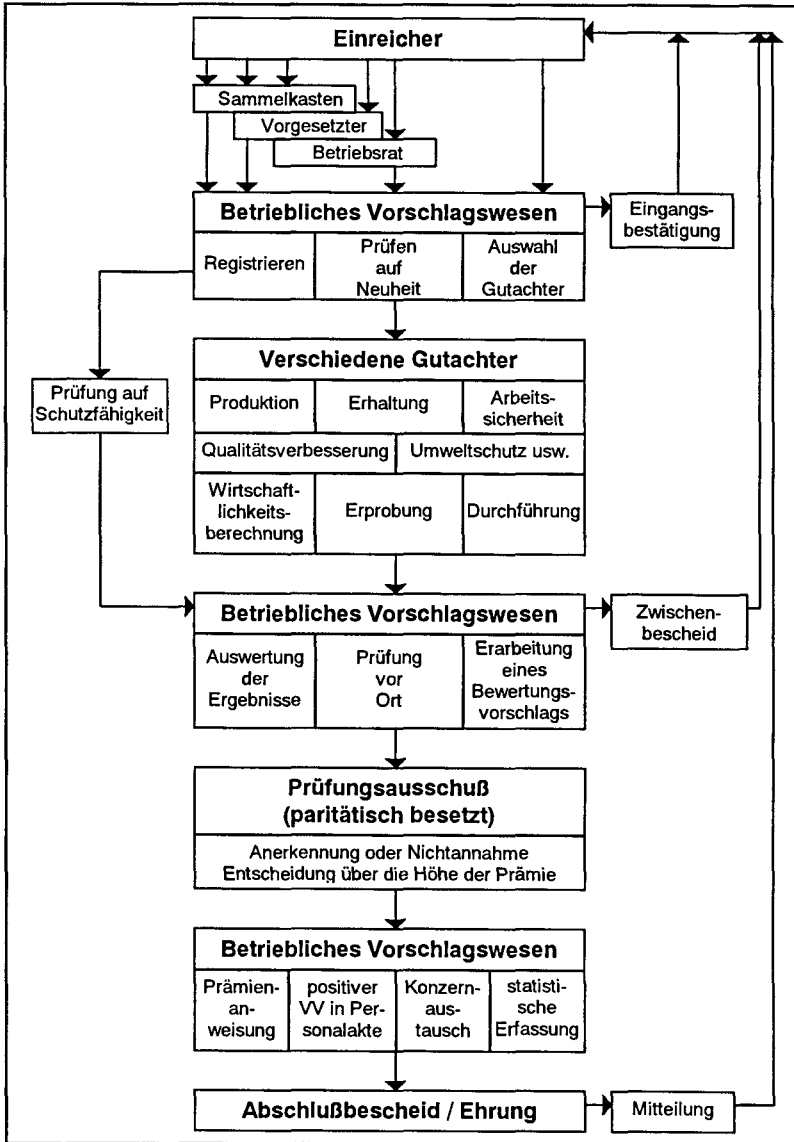 Einreicher
Sammelkasten
Vorgesetzter
Betriebsrat
Betriebliches Vorschlagswesen
Eingangs-
bestätigung
Registrieren
Prüfen
auf
Neuheit
Auswahl
der
Gutachter
Verschiedene Gutachter
Prüfung auf
Schutzfähigkeit
Produktion
Erhaltung
Arbeits-
sicherheit
Qualitätsverbesserung
Umweltschutz usw.
Wirtschaft-
lichkeits-
berechnung
Erprobung
Durchführung
Betriebliches Vorschlagswesen
Zwischen-
bescheid
Auswertung
der
Ergebnisse
Prüfung
vor
Ort
Erarbeitung
eines
Bewertungs-
vorschlags
Prüfungsausschuß
(paritätisch besetzt)
Anerkennung oder Nichtannahme
Entscheidung über die Höhe der Prämie
Betriebliches Vorschlagswesen
Prämien-
an-
weisung
positiver
VV in Per-
sonalakte
Konzern-
aus-
tausch
statisti-
sche
Erfassung
Abschlußbescheid / Ehrung
Mitteilung